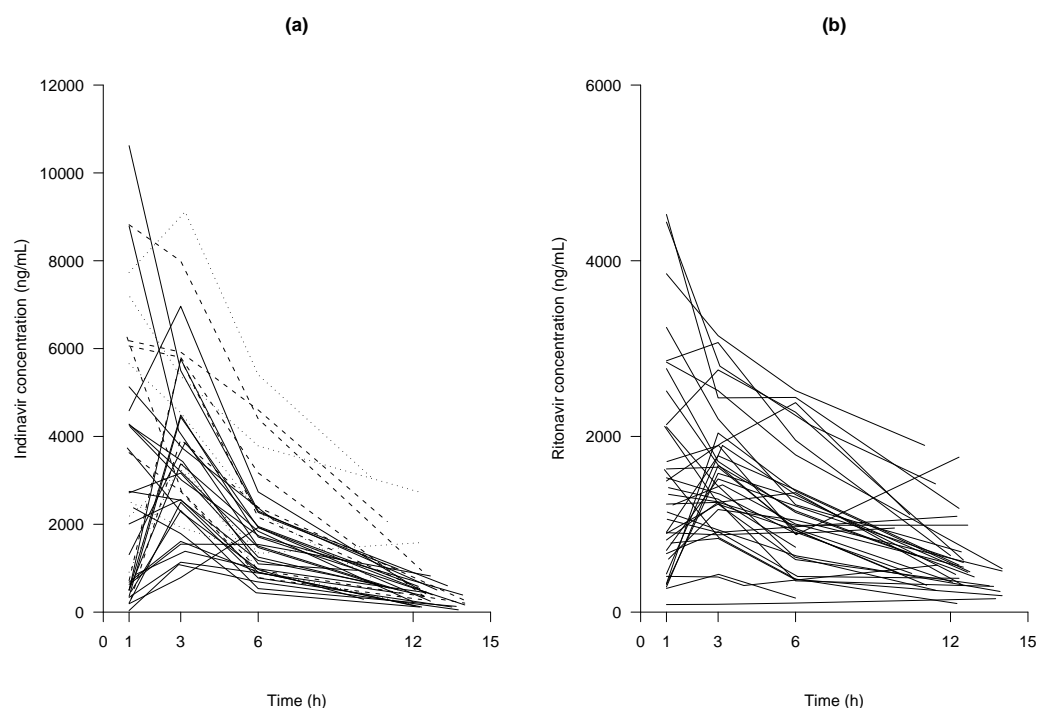 (a)
Indinavir concentration (ng/mL)
12000
10000
8000
6000
4000
2000
0
0 1 3 6 12 15
Time (h)
(b)
Ritonavir concentration (ng/mL)
6000
4000
2000
0
0 1 3 6 12 15
Time (h)